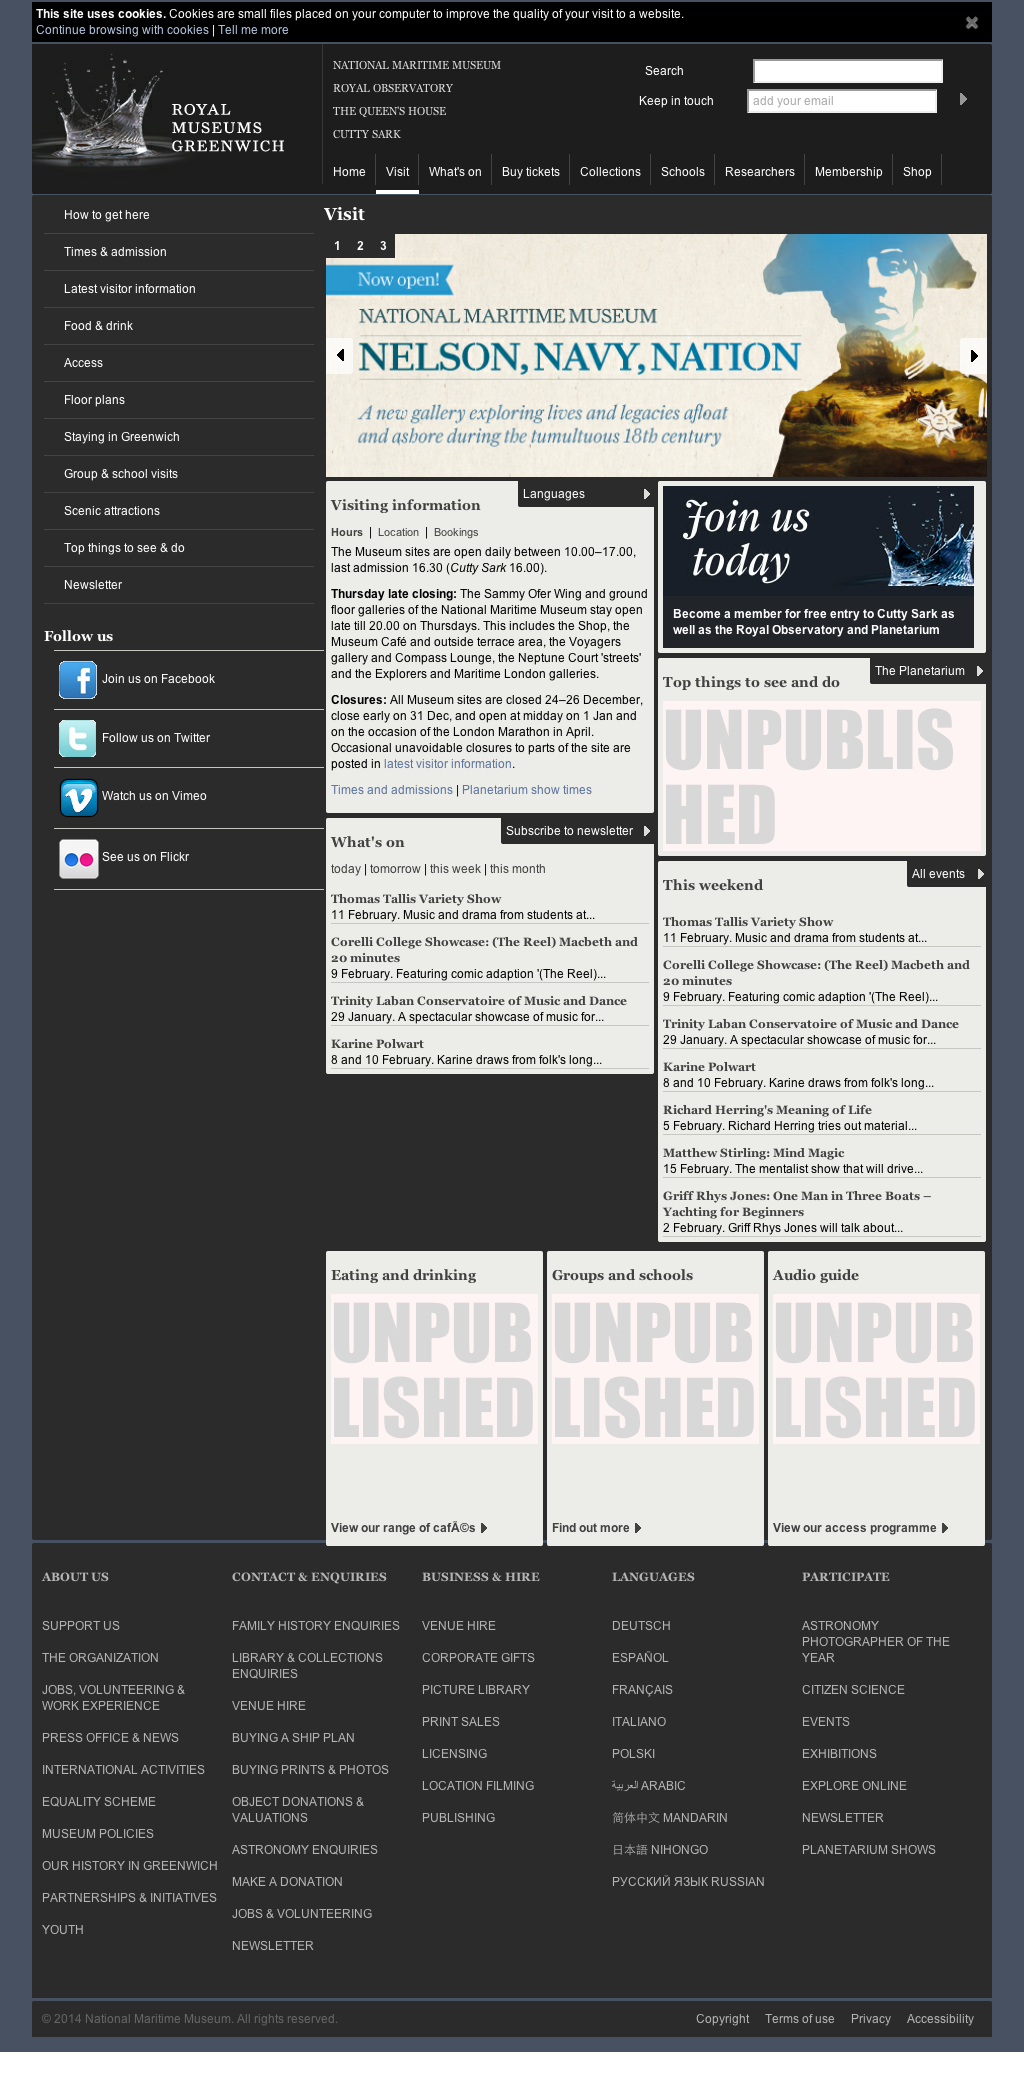 This site uses cookies. Cookies are small files placed on your computer to improve the quality of your visit to a website.
Continue browsing with cookies | Tell me more
ROYAL
MUSEUMS
GREENWICH
NATIONAL MARITIME MUSEUM
ROYAL OBSERVATORY
THE QUEEN'S HOUSE
CUTTY SARK
Search
Keep in touch
add your email
Home
Visit
What's on
Buy tickets
Collections
Schools
Researchers
Membership
Shop
How to get here
Times & admission
Latest visitor information
Food & drink
Access
Floor plans
Staying in Greenwich
Group & school visits
Scenic attractions
Top things to see & do
Newsletter
Follow us
Join us on Facebook
Follow us on Twitter
Watch us on Vimeo
See us on Flickr
Visit
1 2 3
Now open!
NATIONAL MARITIME MUSEUM
NELSON, NAVY, NATION
A new gallery exploring lives and legacies afloat
and ashore during the tumultuous 18th century
Languages
Visiting information
Hours | Location | Bookings
The Museum sites are open daily between 10.00–17.00,
last admission 16.30 (Cutty Sark 16.00).
Thursday late closing: The Sammy Ofer Wing and ground
floor galleries of the National Maritime Museum stay open
late till 20.00 on Thursdays. This includes the Shop, the
Museum Café and outside terrace area, the Voyagers
gallery and Compass Lounge, the Neptune Court 'streets'
and the Explorers and Maritime London galleries.
Closures: All Museum sites are closed 24–26 December,
close early on 31 Dec, and open at midday on 1 Jan and
on the occasion of the London Marathon in April.
Occasional unavoidable closures to parts of the site are
posted in latest visitor information.
Times and admissions | Planetarium show times
Subscribe to newsletter
What's on
today | tomorrow | this week | this month
Thomas Tallis Variety Show
11 February. Music and drama from students at...
Corelli College Showcase: (The Reel) Macbeth and
20 minutes
9 February. Featuring comic adaption '(The Reel)...
Trinity Laban Conservatoire of Music and Dance
29 January. A spectacular showcase of music for...
Karine Polwart
8 and 10 February. Karine draws from folk's long...
Join us
today
Become a member for free entry to Cutty Sark as
well as the Royal Observatory and Planetarium
The Planetarium
Top things to see and do
UNPUBLIS
HED
All events
This weekend
Thomas Tallis Variety Show
11 February. Music and drama from students at...
Corelli College Showcase: (The Reel) Macbeth and
20 minutes
9 February. Featuring comic adaption '(The Reel)...
Trinity Laban Conservatoire of Music and Dance
29 January. A spectacular showcase of music for...
Karine Polwart
8 and 10 February. Karine draws from folk's long...
Richard Herring's Meaning of Life
5 February. Richard Herring tries out material...
Matthew Stirling: Mind Magic
15 February. The mentalist show that will drive...
Griff Rhys Jones: One Man in Three Boats –
Yachting for Beginners
2 February. Griff Rhys Jones will talk about...
Eating and drinking
UNPUB
LISHED
View our range of cafÃ©s
Groups and schools
UNPUB
LISHED
Find out more
Audio guide
UNPUB
LISHED
View our access programme
ABOUT US
SUPPORT US
THE ORGANIZATION
JOBS, VOLUNTEERING &
WORK EXPERIENCE
PRESS OFFICE & NEWS
INTERNATIONAL ACTIVITIES
EQUALITY SCHEME
MUSEUM POLICIES
OUR HISTORY IN GREENWICH
PARTNERSHIPS & INITIATIVES
YOUTH
CONTACT & ENQUIRIES
FAMILY HISTORY ENQUIRIES
LIBRARY & COLLECTIONS
ENQUIRIES
VENUE HIRE
BUYING A SHIP PLAN
BUYING PRINTS & PHOTOS
OBJECT DONATIONS &
VALUATIONS
ASTRONOMY ENQUIRIES
MAKE A DONATION
JOBS & VOLUNTEERING
NEWSLETTER
BUSINESS & HIRE
VENUE HIRE
CORPORATE GIFTS
PICTURE LIBRARY
PRINT SALES
LICENSING
LOCATION FILMING
PUBLISHING
LANGUAGES
DEUTSCH
ESPAÑOL
FRANÇAIS
ITALIANO
POLSKI
العربية ARABIC
简体中文 MANDARIN
日本語 NIHONGO
РУССКИЙ ЯЗЫК RUSSIAN
PARTICIPATE
ASTRONOMY
PHOTOGRAPHER OF THE
YEAR
CITIZEN SCIENCE
EVENTS
EXHIBITIONS
EXPLORE ONLINE
NEWSLETTER
PLANETARIUM SHOWS
© 2014 National Maritime Museum. All rights reserved.
Copyright
Terms of use
Privacy
Accessibility